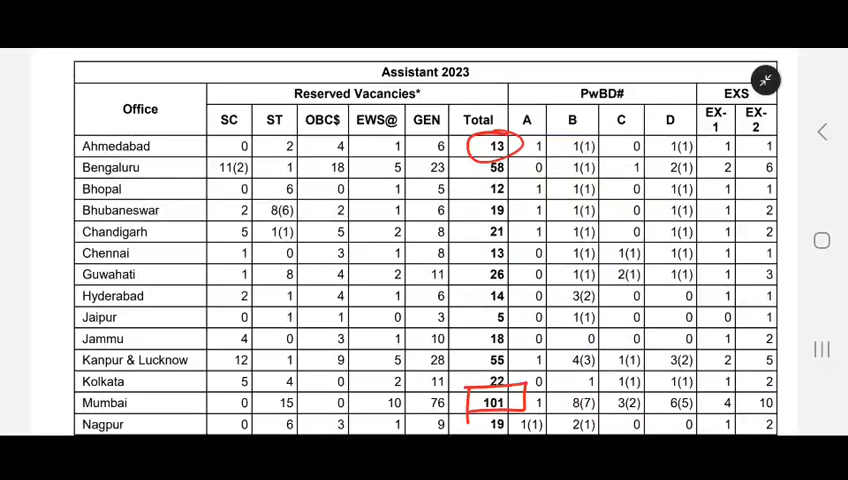 Assistant 2023
Office Reserved Vacancies* PwBD# EXS
SC ST OBC$ EWS@ GEN Total A B C D EX-1 EX-2
Ahmedabad 0 2 4 1 6 13 1 1(1) 0 1(1) 1 1
Bengaluru 11(2) 1 18 5 23 58 0 1(1) 1 2(1) 2 6
Bhopal 0 6 0 1 5 12 1 1(1) 0 1(1) 1 1
Bhubaneswar 2 8(6) 2 1 6 19 1 1(1) 0 1(1) 1 2
Chandigarh 5 1(1) 5 2 8 21 1 1(1) 0 1(1) 1 2
Chennai 1 0 3 1 8 13 0 1(1) 1(1) 1(1) 1 1
Guwahati 1 8 4 2 11 26 0 1(1) 2(1) 1(1) 1 3
Hyderabad 2 1 4 1 6 14 0 3(2) 0 0 1 1
Jaipur 0 1 1 0 3 5 0 1(1) 0 0 0 1
Jammu 4 0 3 1 10 18 0 0 0 0 1 2
Kanpur & Lucknow 12 1 9 5 28 55 1 4(3) 1(1) 3(2) 2 5
Kolkata 5 4 0 2 11 22 0 1 1(1) 1(1) 1 2
Mumbai 0 15 0 10 76 101 1 8(7) 3(2) 6(5) 4 10
Nagpur 0 6 3 1 9 19 1(1) 2(1) 0 0 1 2